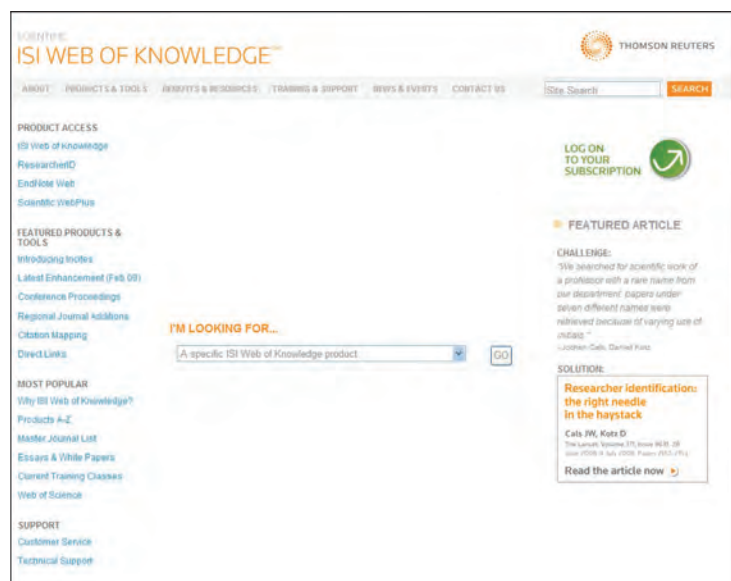 SCIENTIFIC
ISI WEB OF KNOWLEDGE
THOMSON REUTERS
ABOUT PRODUCTS & TOOLS BENEFITS & RESOURCES TRAINING & SUPPORT NEWS & EVENTS CONTACT US
Site Search SEARCH
PRODUCT ACCESS
ISI Web of Knowledge
ResearcherID
EndNote Web
Scientific WebPlus
FEATURED PRODUCTS &
TOOLS
Introducing Incites
Latest Enhancement (Feb 09)
Conference Proceedings
Regional Journal Additions
Citation Mapping
Direct Links
MOST POPULAR
Why ISI Web of Knowledge?
Products A-Z
Master Journal List
Essays & White Papers
Current Training Classes
Web of Science
SUPPORT
Customer Service
Technical Support
I'M LOOKING FOR...
A specific ISI Web of Knowledge product GO
LOG ON
TO YOUR
SUBSCRIPTION
FEATURED ARTICLE
CHALLENGE:
"We searched for scientific work of
a professor with a rare name from
our department: papers under
seven different names were
retrieved because of varying use of
initials."
-Jochen Cals, Daniel Kotz
SOLUTION:
Researcher identification:
the right needle
in the haystack
Cals JW, Kotz D
The Lancet, Volume 371, Issue
Read the article now